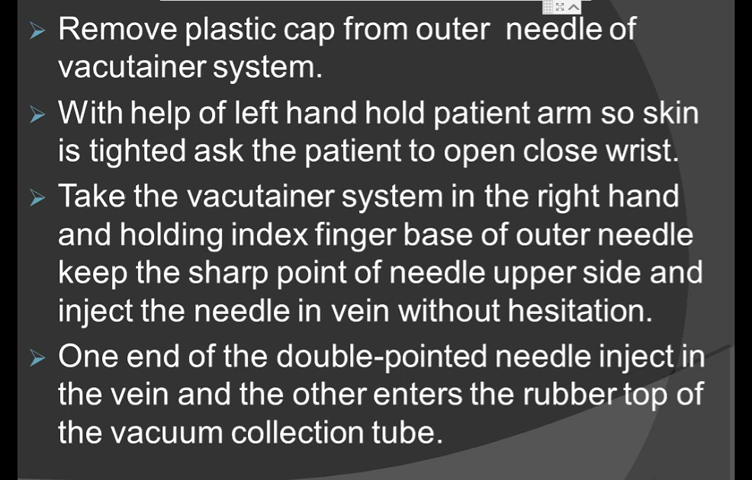 Remove plastic cap from outer needle of
vacutainer system.
With help of left hand hold patient arm so skin
is tighted ask the patient to open close wrist.
Take the vacutainer system in the right hand
and holding index finger base of outer needle
keep the sharp point of needle upper side and
inject the needle in vein without hesitation.
One end of the double-pointed needle inject in
the vein and the other enters the rubber top of
the vacuum collection tube.